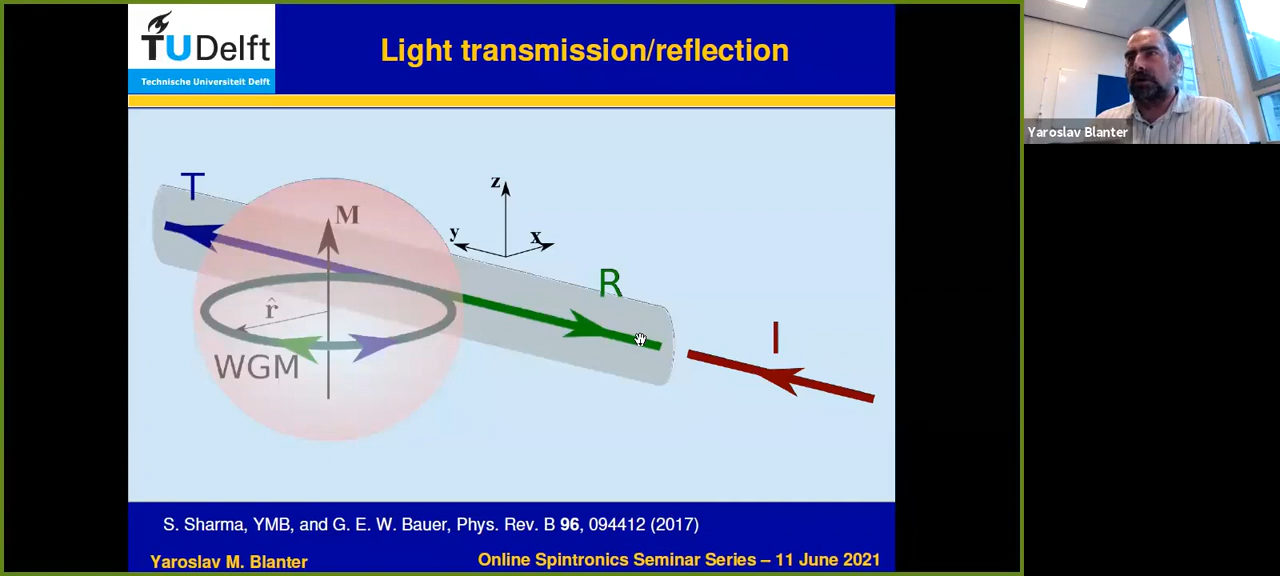 TUDelft
Technische Universiteit Delft
Light transmission/reflection
T
M
z
y
x
R
r̂
I
WGM
S. Sharma, YMB, and G. E. W. Bauer, Phys. Rev. B 96, 094412 (2017)
Yaroslav M. Blanter
Online Spintronics Seminar Series – 11 June 2021
Yaroslav Blanter